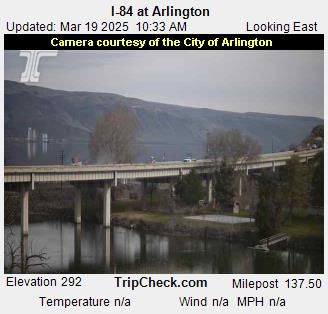 I-84 at Arlington
Updated: Mar 19 2025 10:33 AM Looking East
Camera courtesy of the City of Arlington
Elevation 292 TripCheck.com Milepost 137.50
Temperature n/a Wind n/a MPH n/a